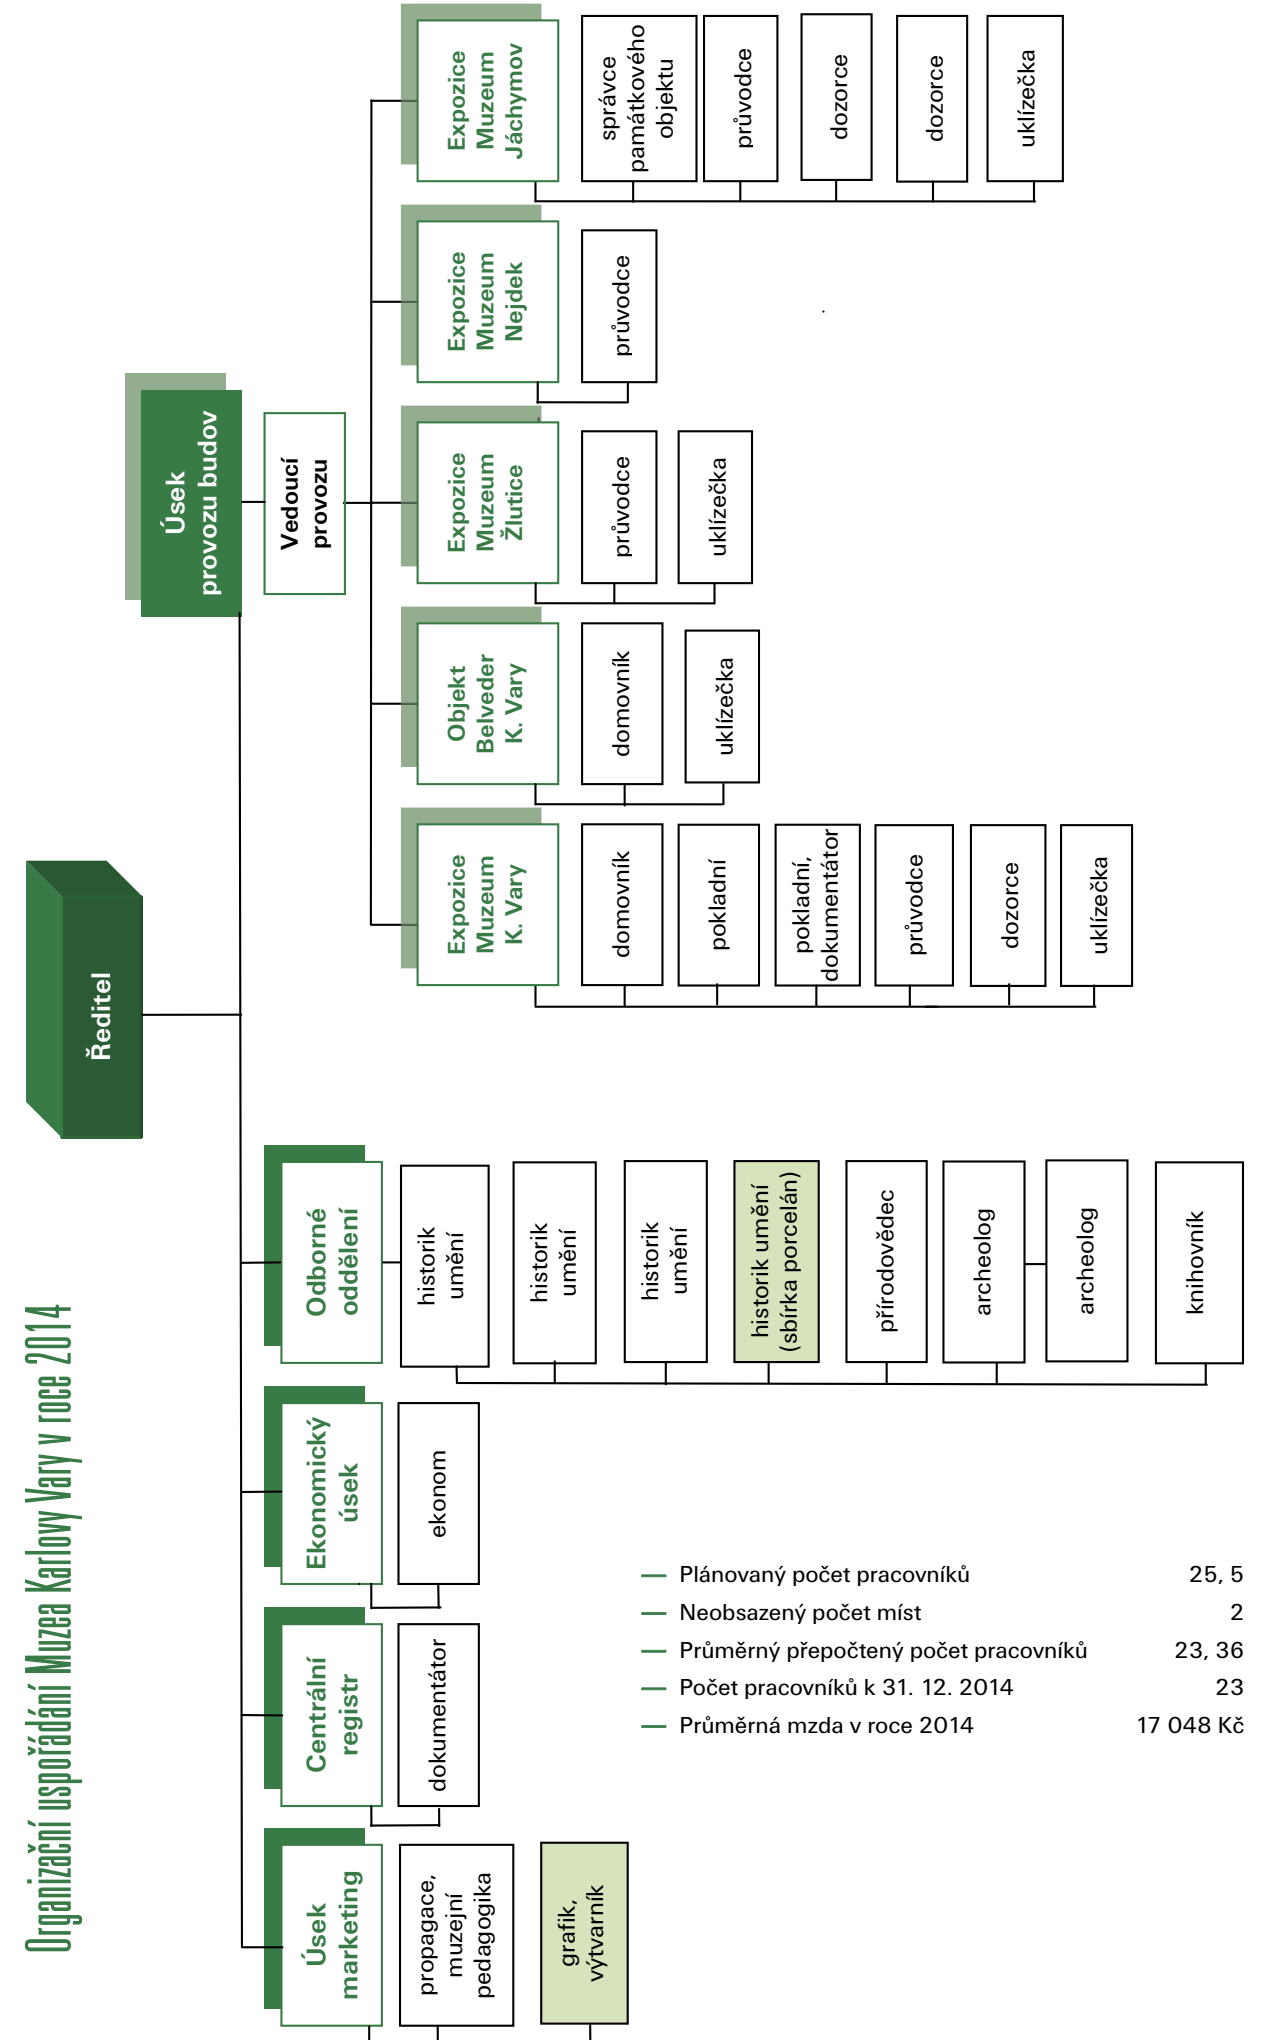 Organizační uspořádání Muzea Karlovy Vary v roce 2014
Ředitel
Úsek
marketing
propagace,
muzejní
pedagogika
grafik,
výtvarník
Centrální
registr
dokumentátor
Ekonomický
úsek
ekonom
Odborné
oddělení
historik
umění
historik
umění
historik
umění
historik umění
(sbírka porcelán)
přírodovědec
archeolog
archeolog
knihovník
Úsek
provozu budov
Vedoucí
provozu
Expozice
Muzeum
K. Vary
domovník
pokladní
pokladní,
dokumentátor
průvodce
dozorce
uklízečka
Objekt
Belveder
K. Vary
domovník
uklízečka
Expozice
Muzeum
Žlutice
průvodce
uklízečka
Expozice
Muzeum
Nejdek
průvodce
Expozice
Muzeum
Jáchymov
správce
památkového
objektu
průvodce
dozorce
dozorce
uklízečka
— Plánovaný počet pracovníků 25, 5
— Neobsazený počet míst 2
— Průměrný přepočtený počet pracovníků 23, 36
— Počet pracovníků k 31. 12. 2014 23
— Průměrná mzda v roce 2014 17 048 Kč